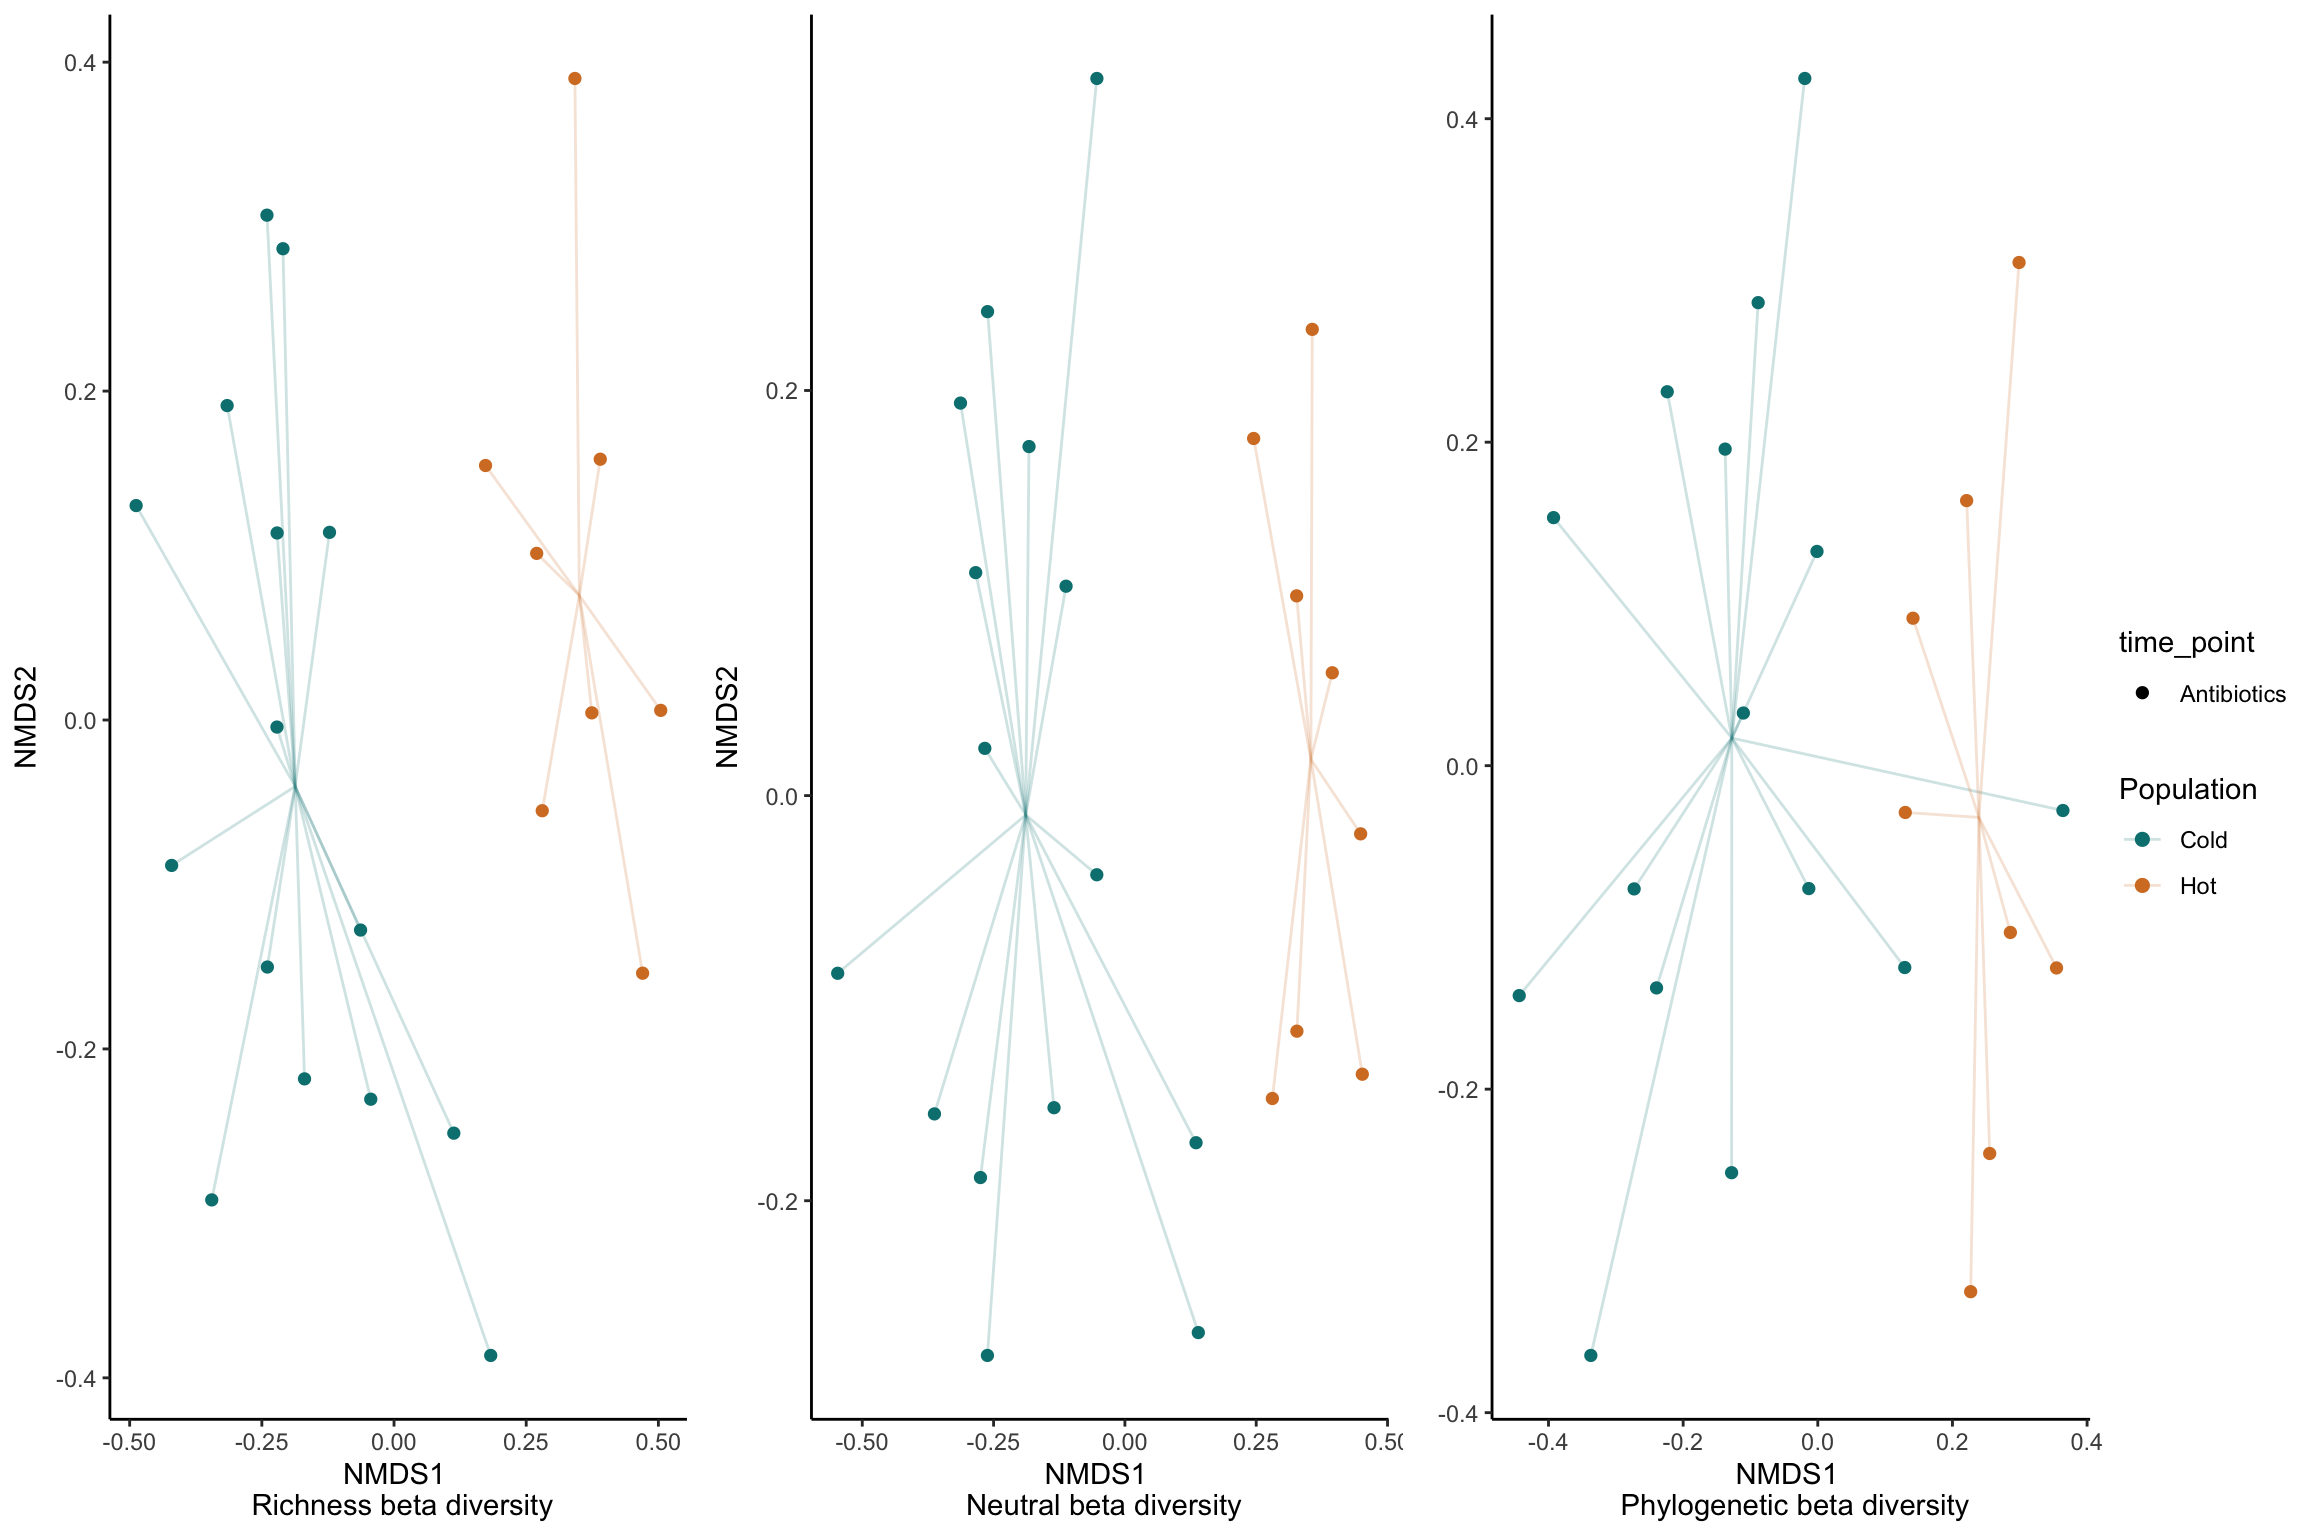 NMDS2
0.4
0.2
0.0
-0.2
-0.4
-0.50 -0.25 0.00 0.25 0.50
NMDS1
Richness beta diversity
NMDS2
0.2
0.0
-0.2
-0.50 -0.25 0.00 0.25 0.50
NMDS1
Neutral beta diversity
0.4
0.2
0.0
-0.2
-0.4
-0.4 -0.2 0.0 0.2 0.4
NMDS1
Phylogenetic beta diversity
time_point
Antibiotics
Population
Cold
Hot